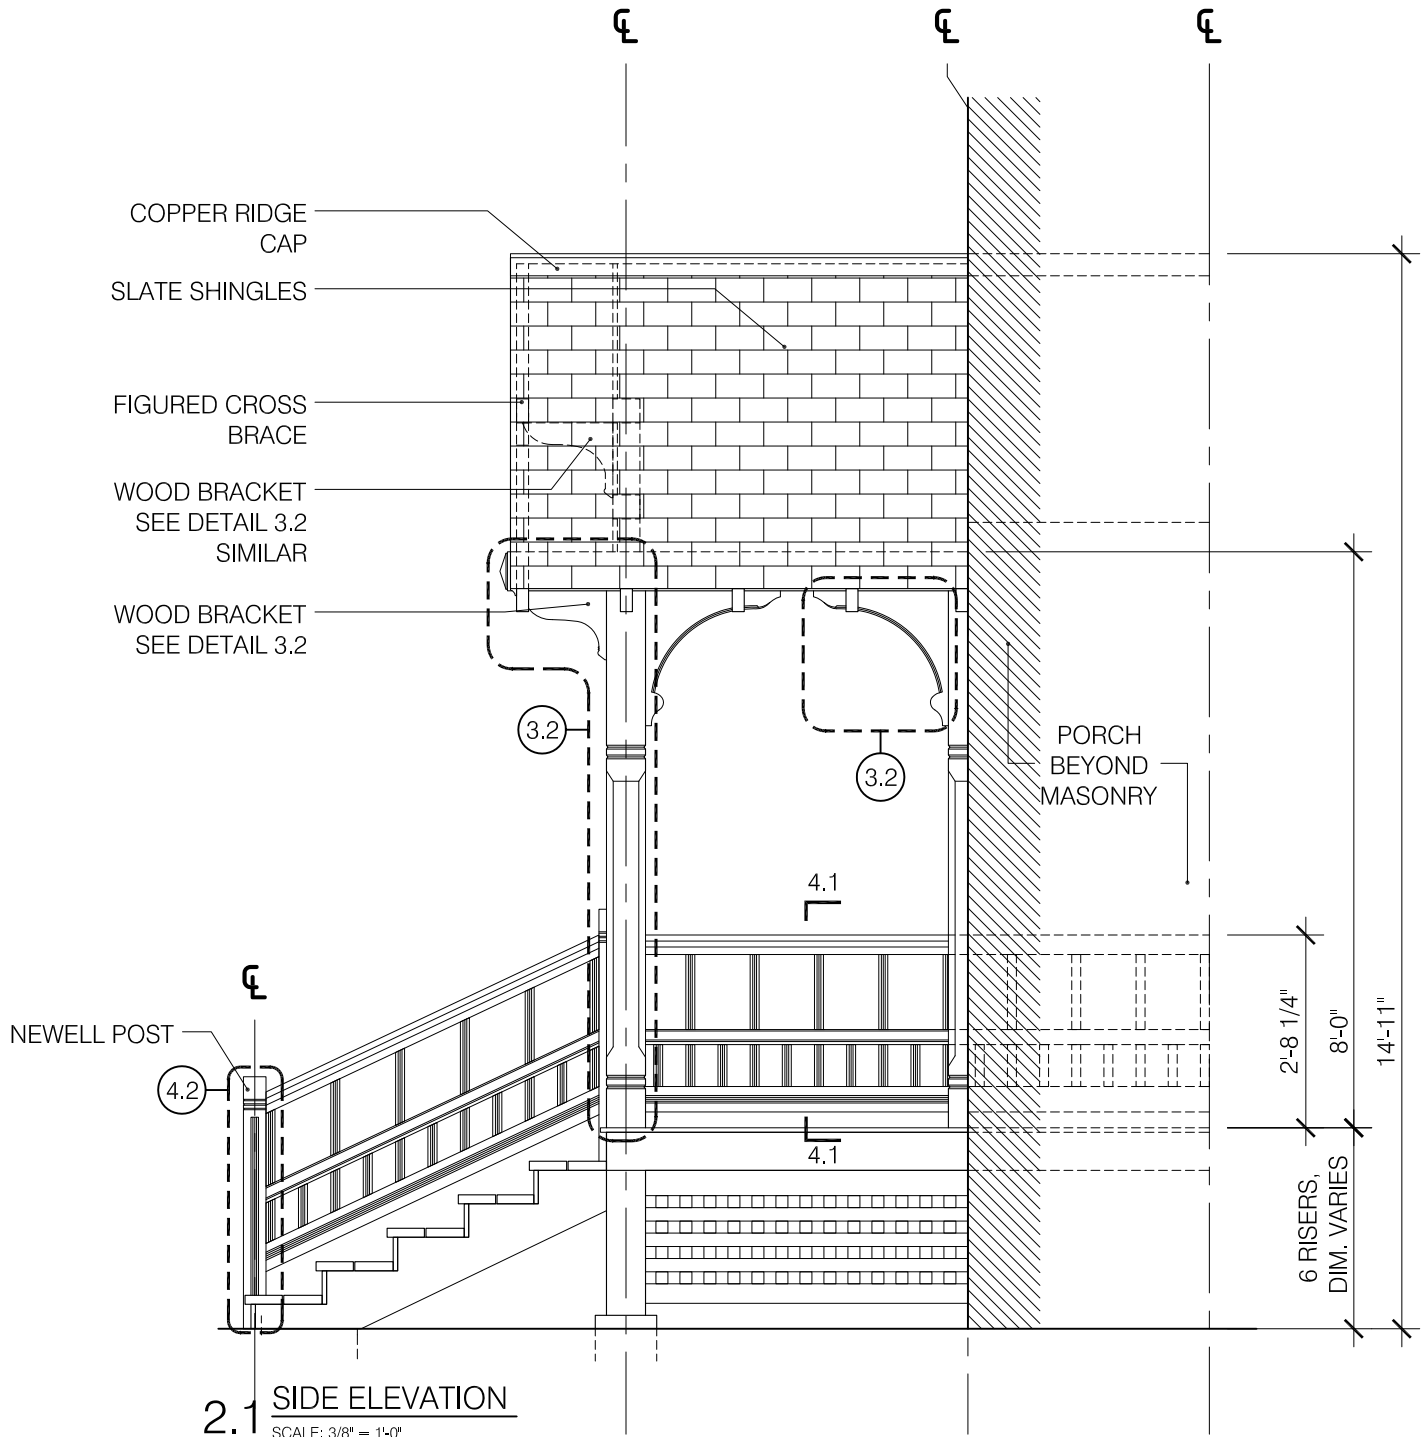 ℄ ℄ ℄
COPPER RIDGE
CAP
SLATE SHINGLES
FIGURED CROSS
BRACE
WOOD BRACKET
SEE DETAIL 3.2
SIMILAR
WOOD BRACKET
SEE DETAIL 3.2
3.2
3.2
PORCH
BEYOND
MASONRY
4.1
℄
NEWELL POST
4.2
4.1
2'-8 1/4"
8'-0"
14'-11"
6 RISERS,
DIM. VARIES
2.1 SIDE ELEVATION
SCALE: 3/8" = 1'-0"